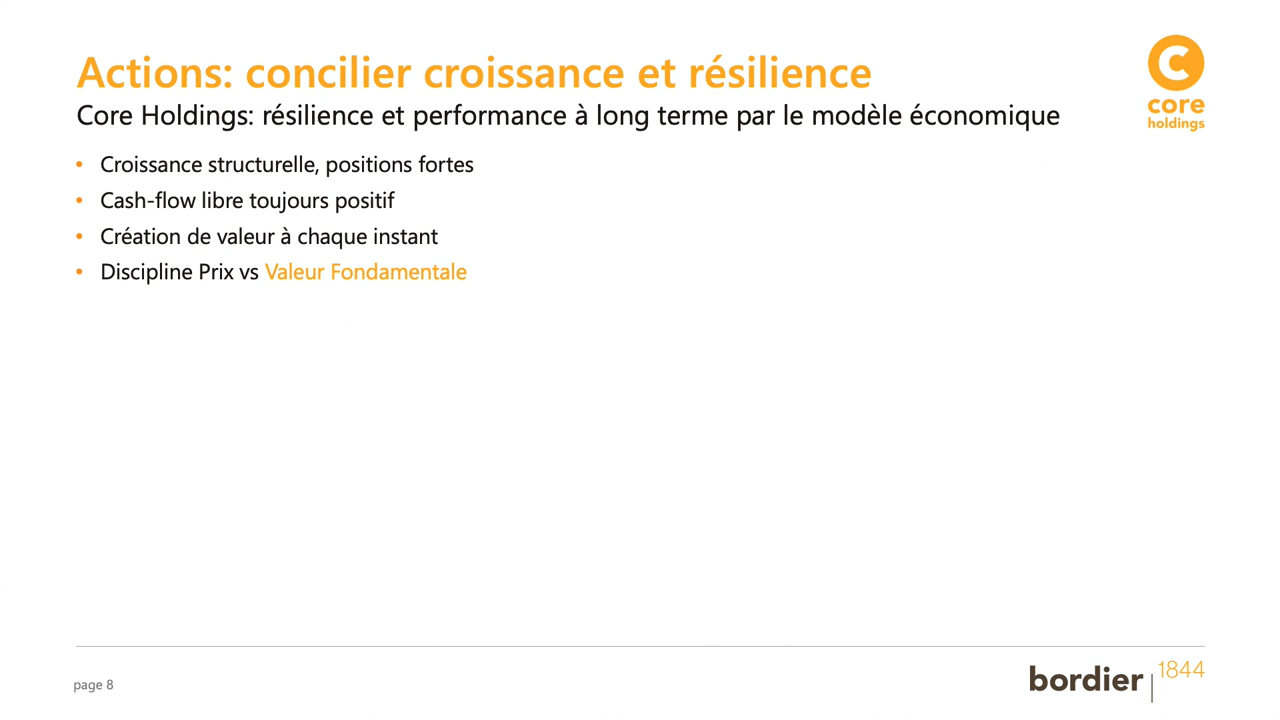 Actions: concilier croissance et résilience
Core Holdings: résilience et performance à long terme par le modèle économique
• Croissance structurelle, positions fortes
• Cash-flow libre toujours positif
• Création de valeur à chaque instant
• Discipline Prix vs Valeur Fondamentale
core
holdings
page 8
bordier | 1844